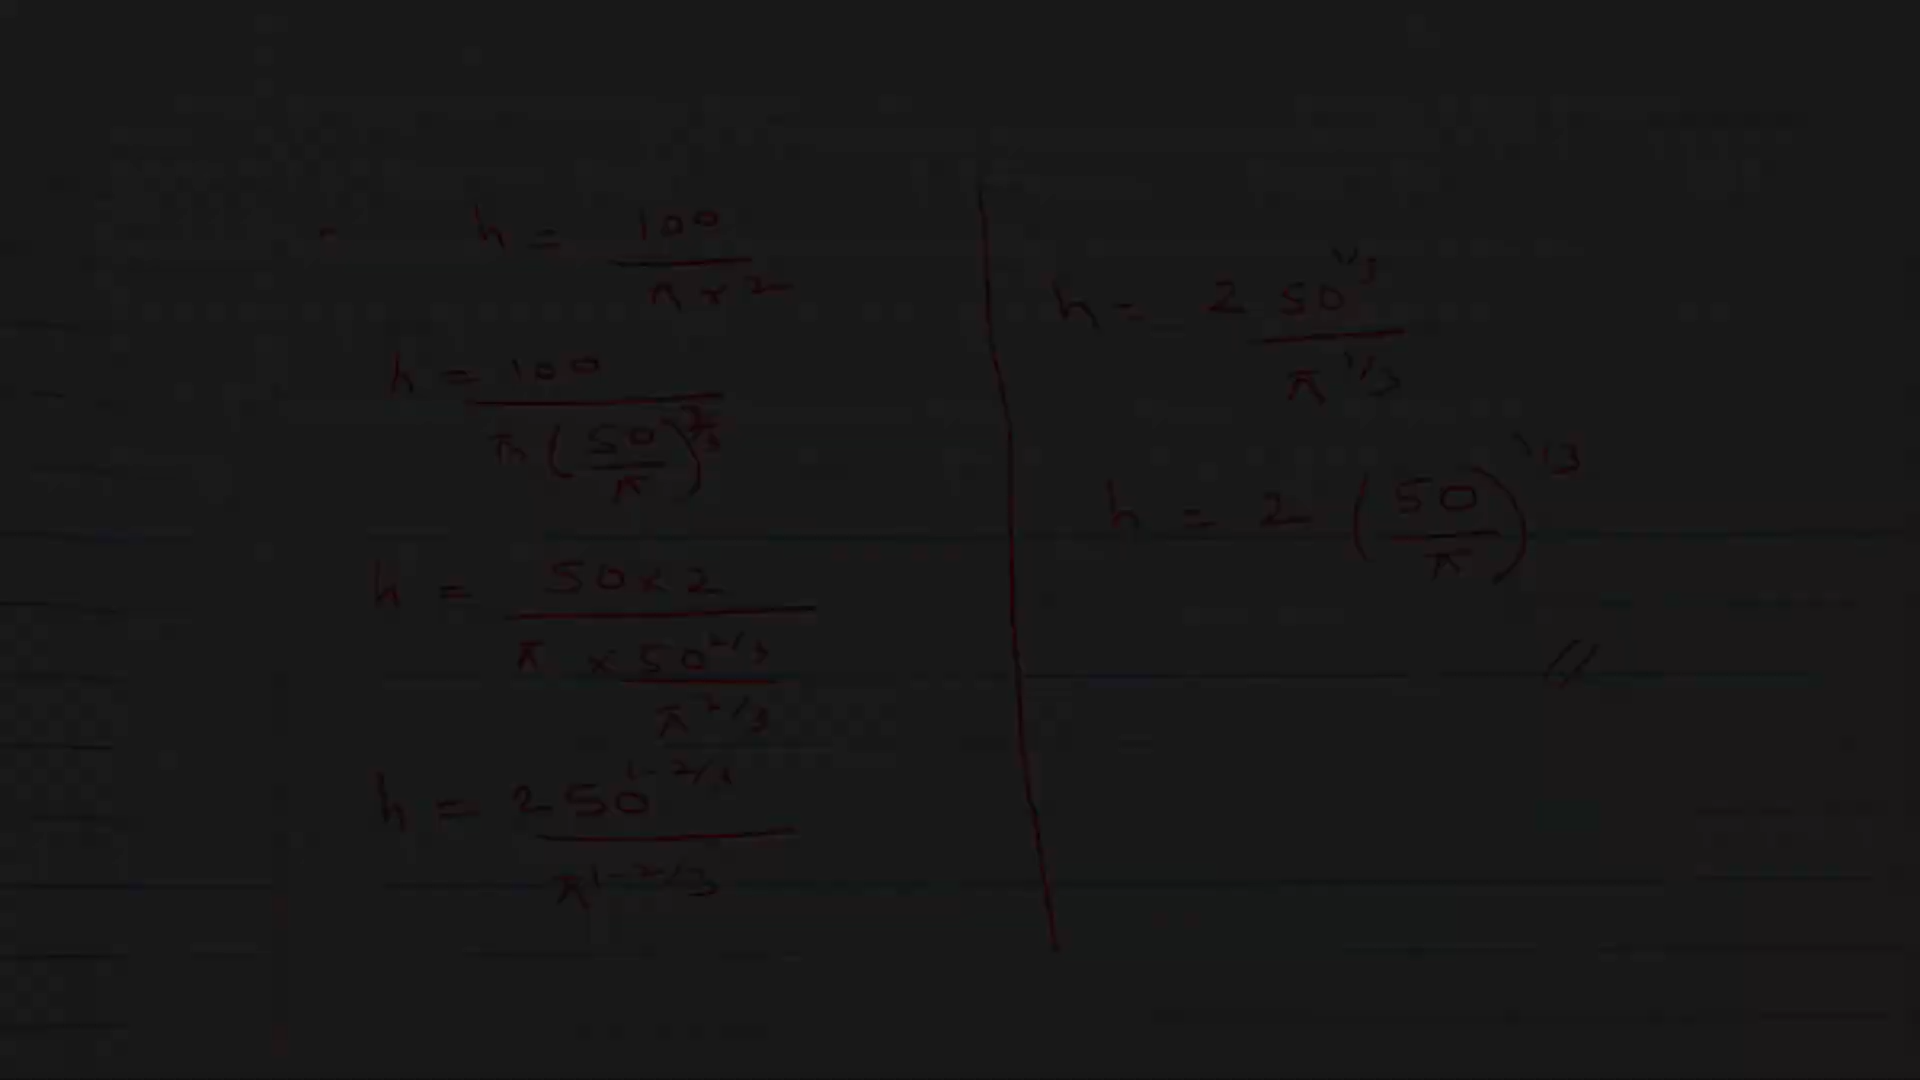 h = 100 / π r²
h = 100 / π (50/π)^2/3
h = 50 × 2 / π × 50^2/3 / π^2/3
h = 2 50^1-2/3 / π^1-2/3
h = 2 50^1/3 / π^1/3
h = 2 (50/π)^1/3
//